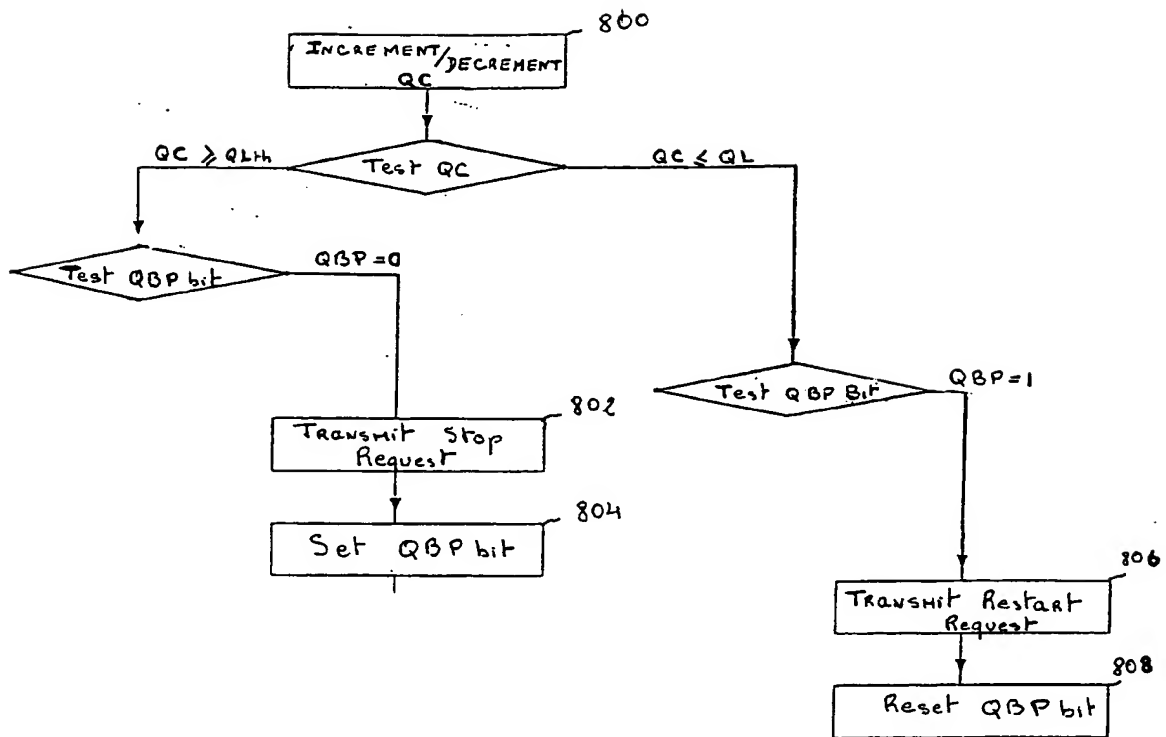 800
INCREMENT/DECREMENT
QC
QC ⩾ QLth
Test QC
QC ≤ QL
Test QBP bit
QBP=0
Test QBP Bit
QBP=1
802
TRANSMIT Stop
Request
804
Set QBP bit
806
TRANSMIT Restart
Request
808
Reset QBP bit